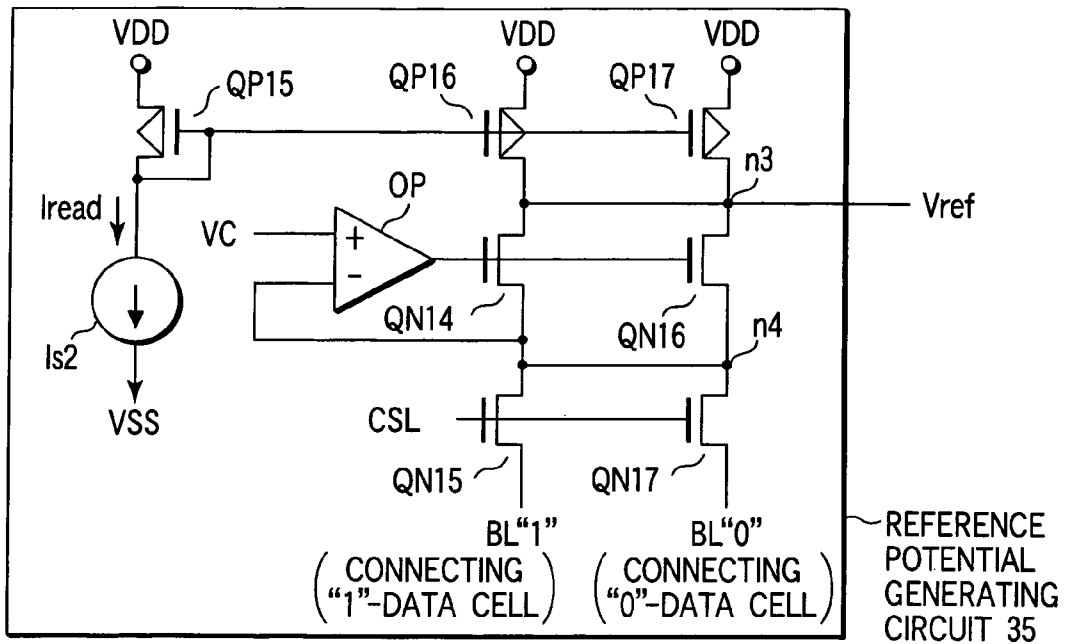 VDD VDD VDD
QP15 QP16 QP17
n3
OP
Iread
Vref
VC
+
-
QN14 QN16
Is2
n4
VSS
CSL
QN15 QN17
BL“1” BL“0”
(CONNECTING “1”-DATA CELL) (CONNECTING “0”-DATA CELL)
REFERENCE
POTENTIAL
GENERATING
CIRCUIT 35